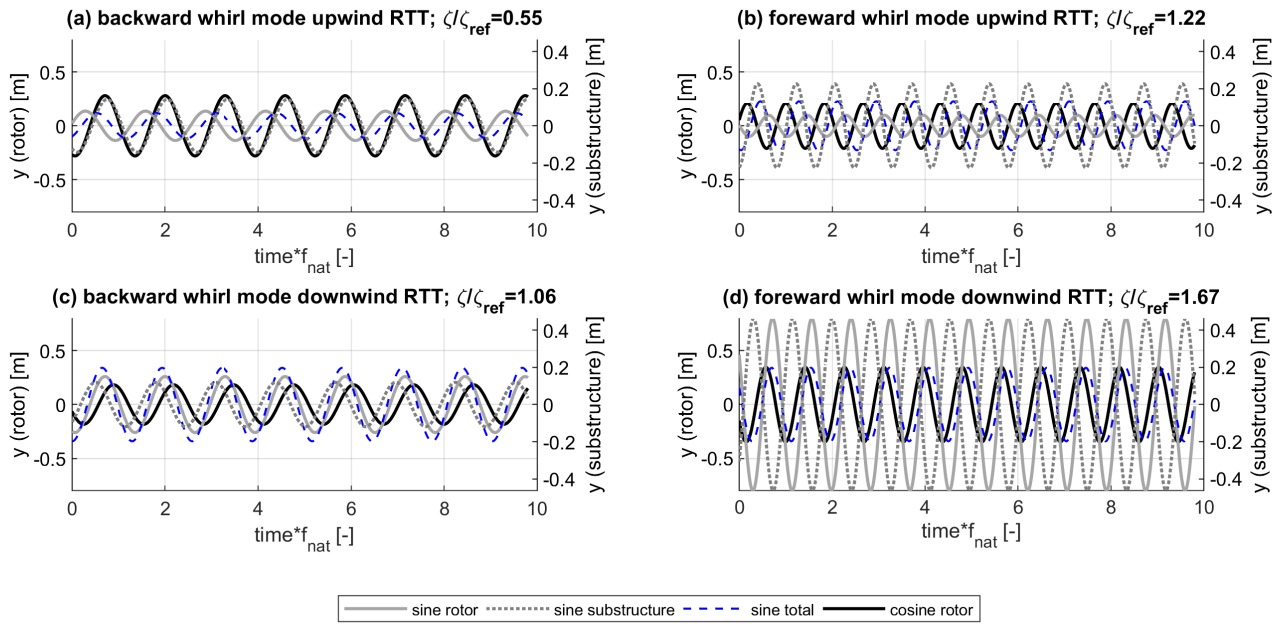 (a) backward whirl mode upwind RTT; ζ/ζref=0.55
y (rotor) [m]
0.5
0
-0.5
0.4
0.2
0
-0.2
-0.4
y (substructure) [m]
0 2 4 6 8 10
time*fnat [-]
(b) foreward whirl mode upwind RTT; ζ/ζref=1.22
y (rotor) [m]
0.5
0
-0.5
0.4
0.2
0
-0.2
-0.4
y (substructure) [m]
0 2 4 6 8 10
time*fnat [-]
(c) backward whirl mode downwind RTT; ζ/ζref=1.06
y (rotor) [m]
0.5
0
-0.5
0.4
0.2
0
-0.2
-0.4
y (substructure) [m]
0 2 4 6 8 10
time*fnat [-]
(d) foreward whirl mode downwind RTT; ζ/ζref=1.67
y (rotor) [m]
0.5
0
-0.5
0.4
0.2
0
-0.2
-0.4
y (substructure) [m]
0 2 4 6 8 10
time*fnat [-]
sine rotor sine substructure sine total cosine rotor